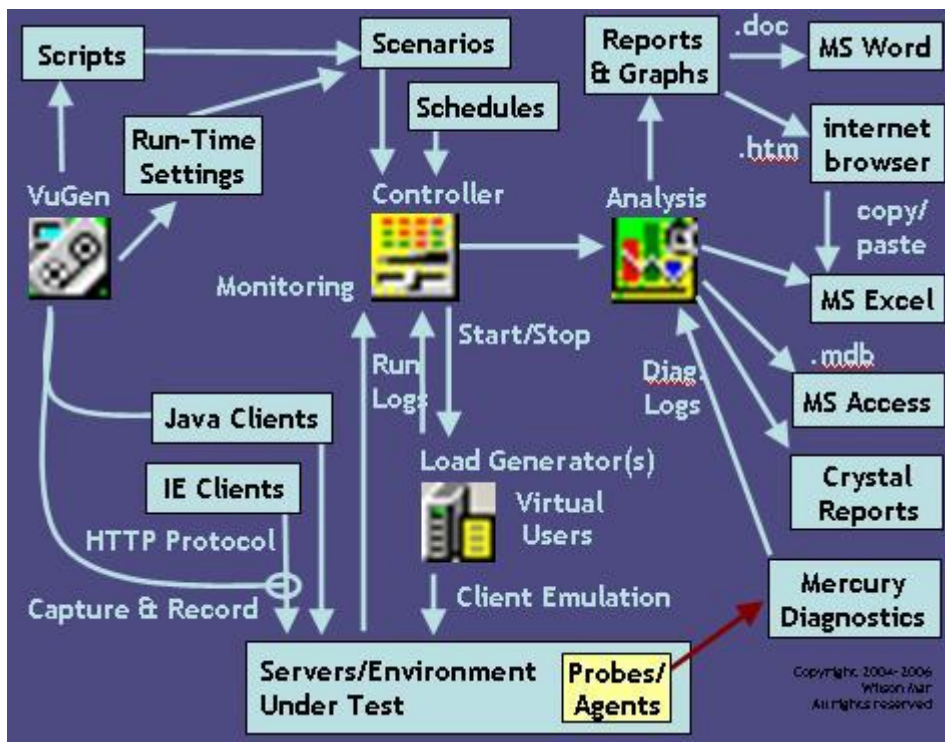 Scripts
Scenarios
Reports
& Graphs
.doc
MS Word
Schedules
Run-Time
Settings
.htm
internet
browser
VuGen
Controller
Analysis
copy/
paste
Monitoring
MS Excel
Start/Stop
Run
Logs
Diag.
Logs
.mdb
MS Access
Java Clients
Load Generator(s)
IE Clients
Virtual
Users
Crystal
Reports
HTTP Protocol
Capture & Record
Client Emulation
Mercury
Diagnostics
Servers/Environment
Under Test
Probes/
Agents
Copyright 2004-2006
Wilson Mar
All rights reserved